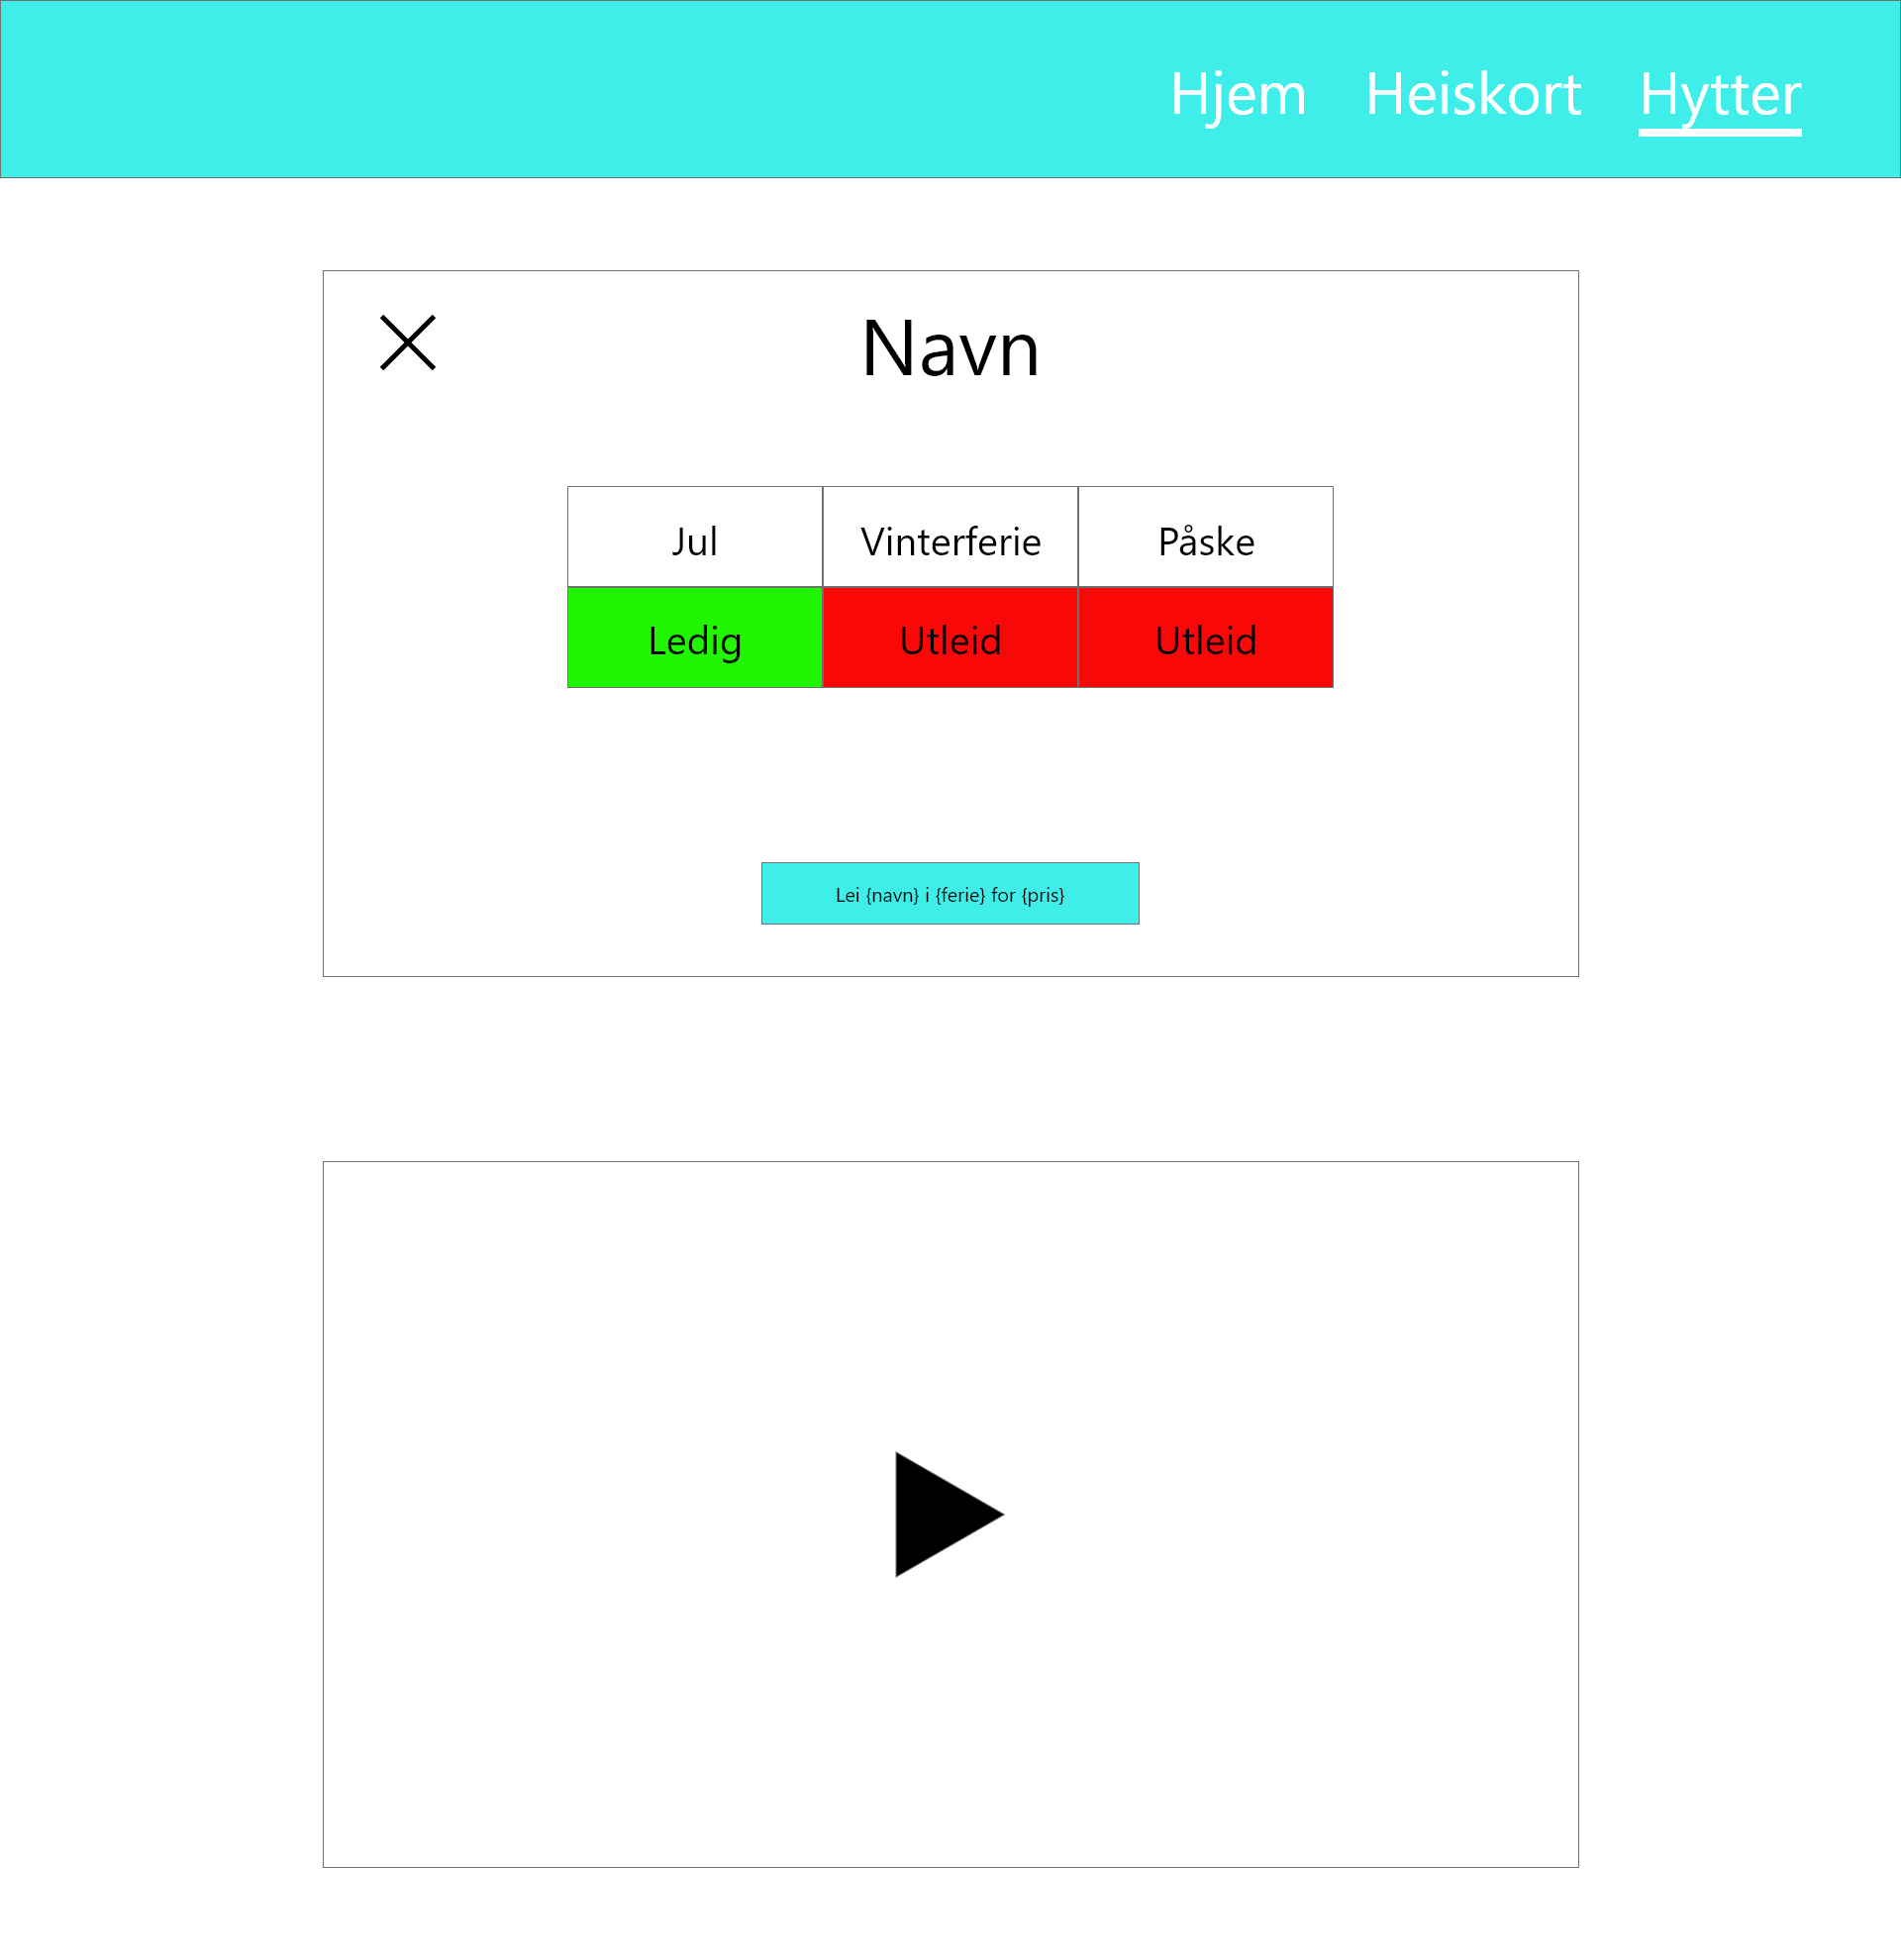 Hjem Heiskort Hytter
Navn
Jul Vinterferie Påske
Ledig Utleid Utleid
Lei {navn} i {ferie} for {pris}